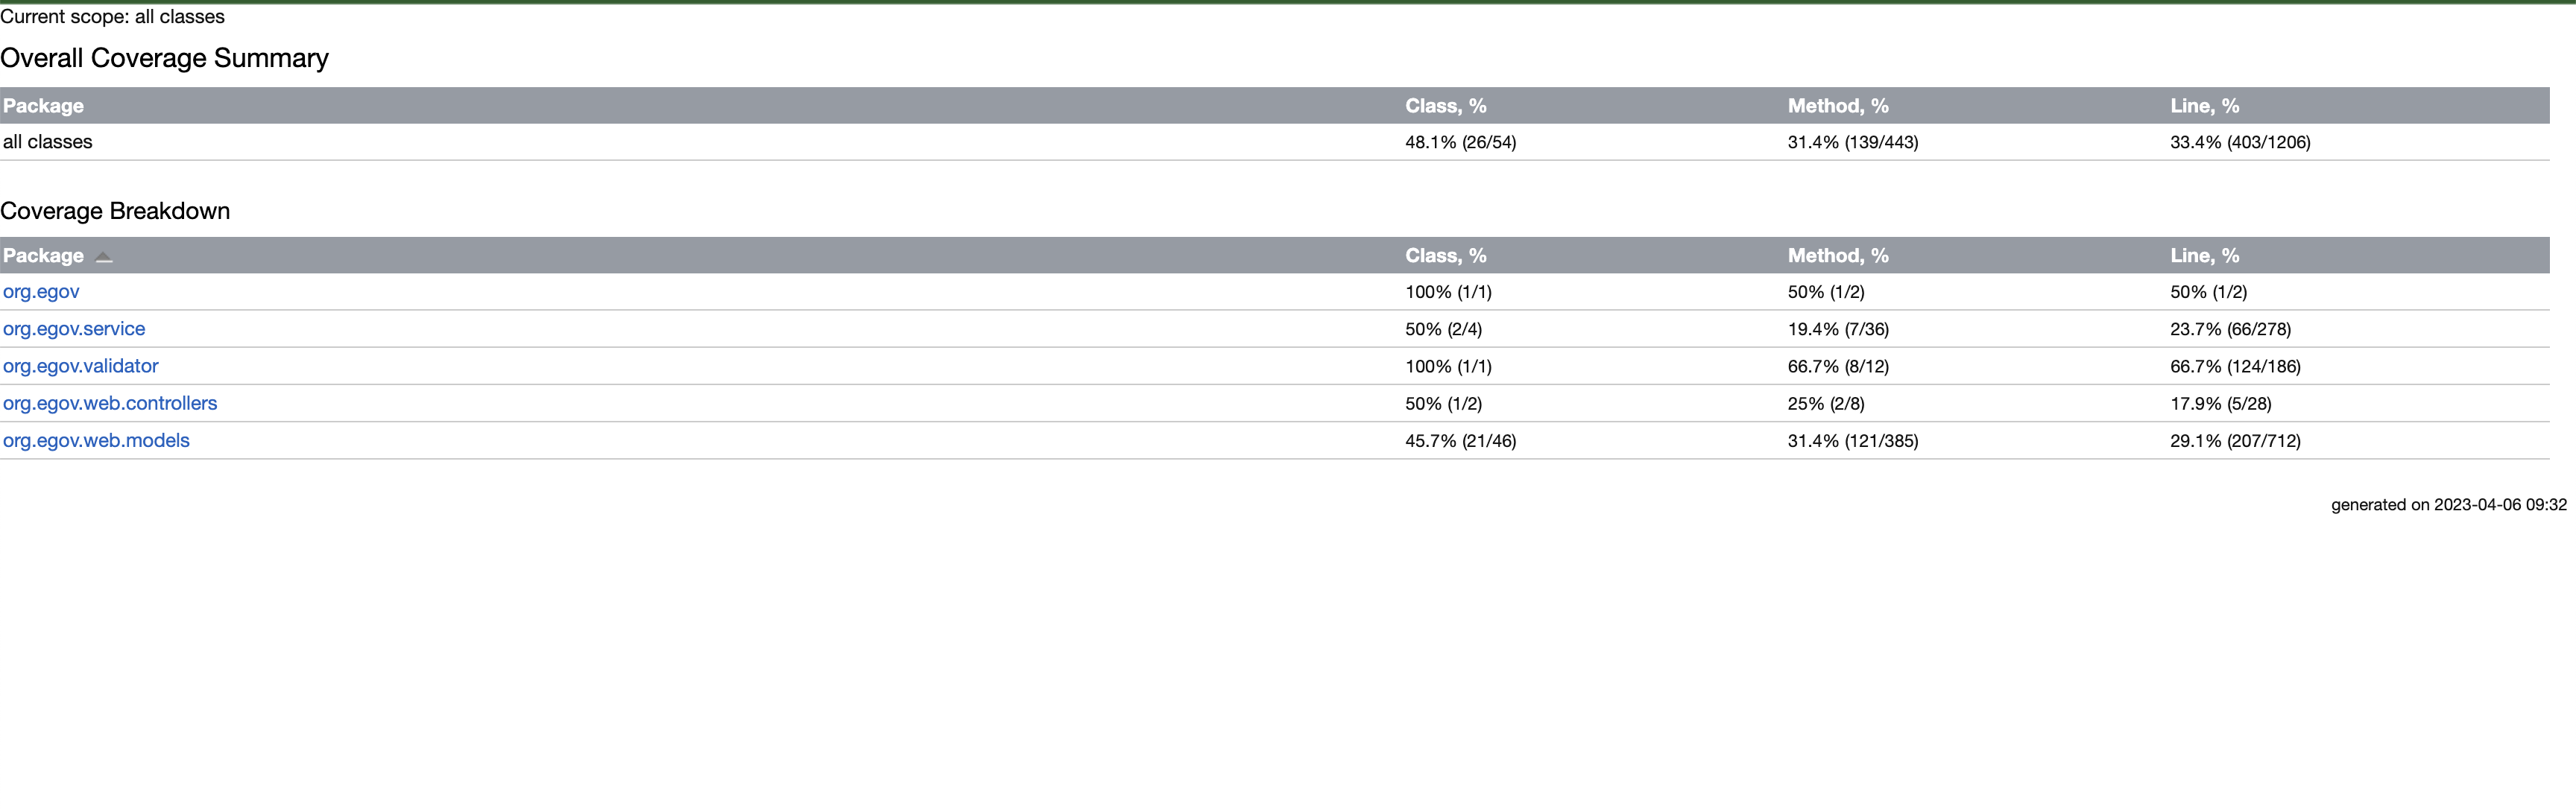 Current scope: all classes
Overall Coverage Summary
Package Class, % Method, % Line, %
all classes 48.1% (26/54) 31.4% (139/443) 33.4% (403/1206)
Coverage Breakdown
Package Class, % Method, % Line, %
org.egov 100% (1/1) 50% (1/2) 50% (1/2)
org.egov.service 50% (2/4) 19.4% (7/36) 23.7% (66/278)
org.egov.validator 100% (1/1) 66.7% (8/12) 66.7% (124/186)
org.egov.web.controllers 50% (1/2) 25% (2/8) 17.9% (5/28)
org.egov.web.models 45.7% (21/46) 31.4% (121/385) 29.1% (207/712)
generated on 2023-04-06 09:32